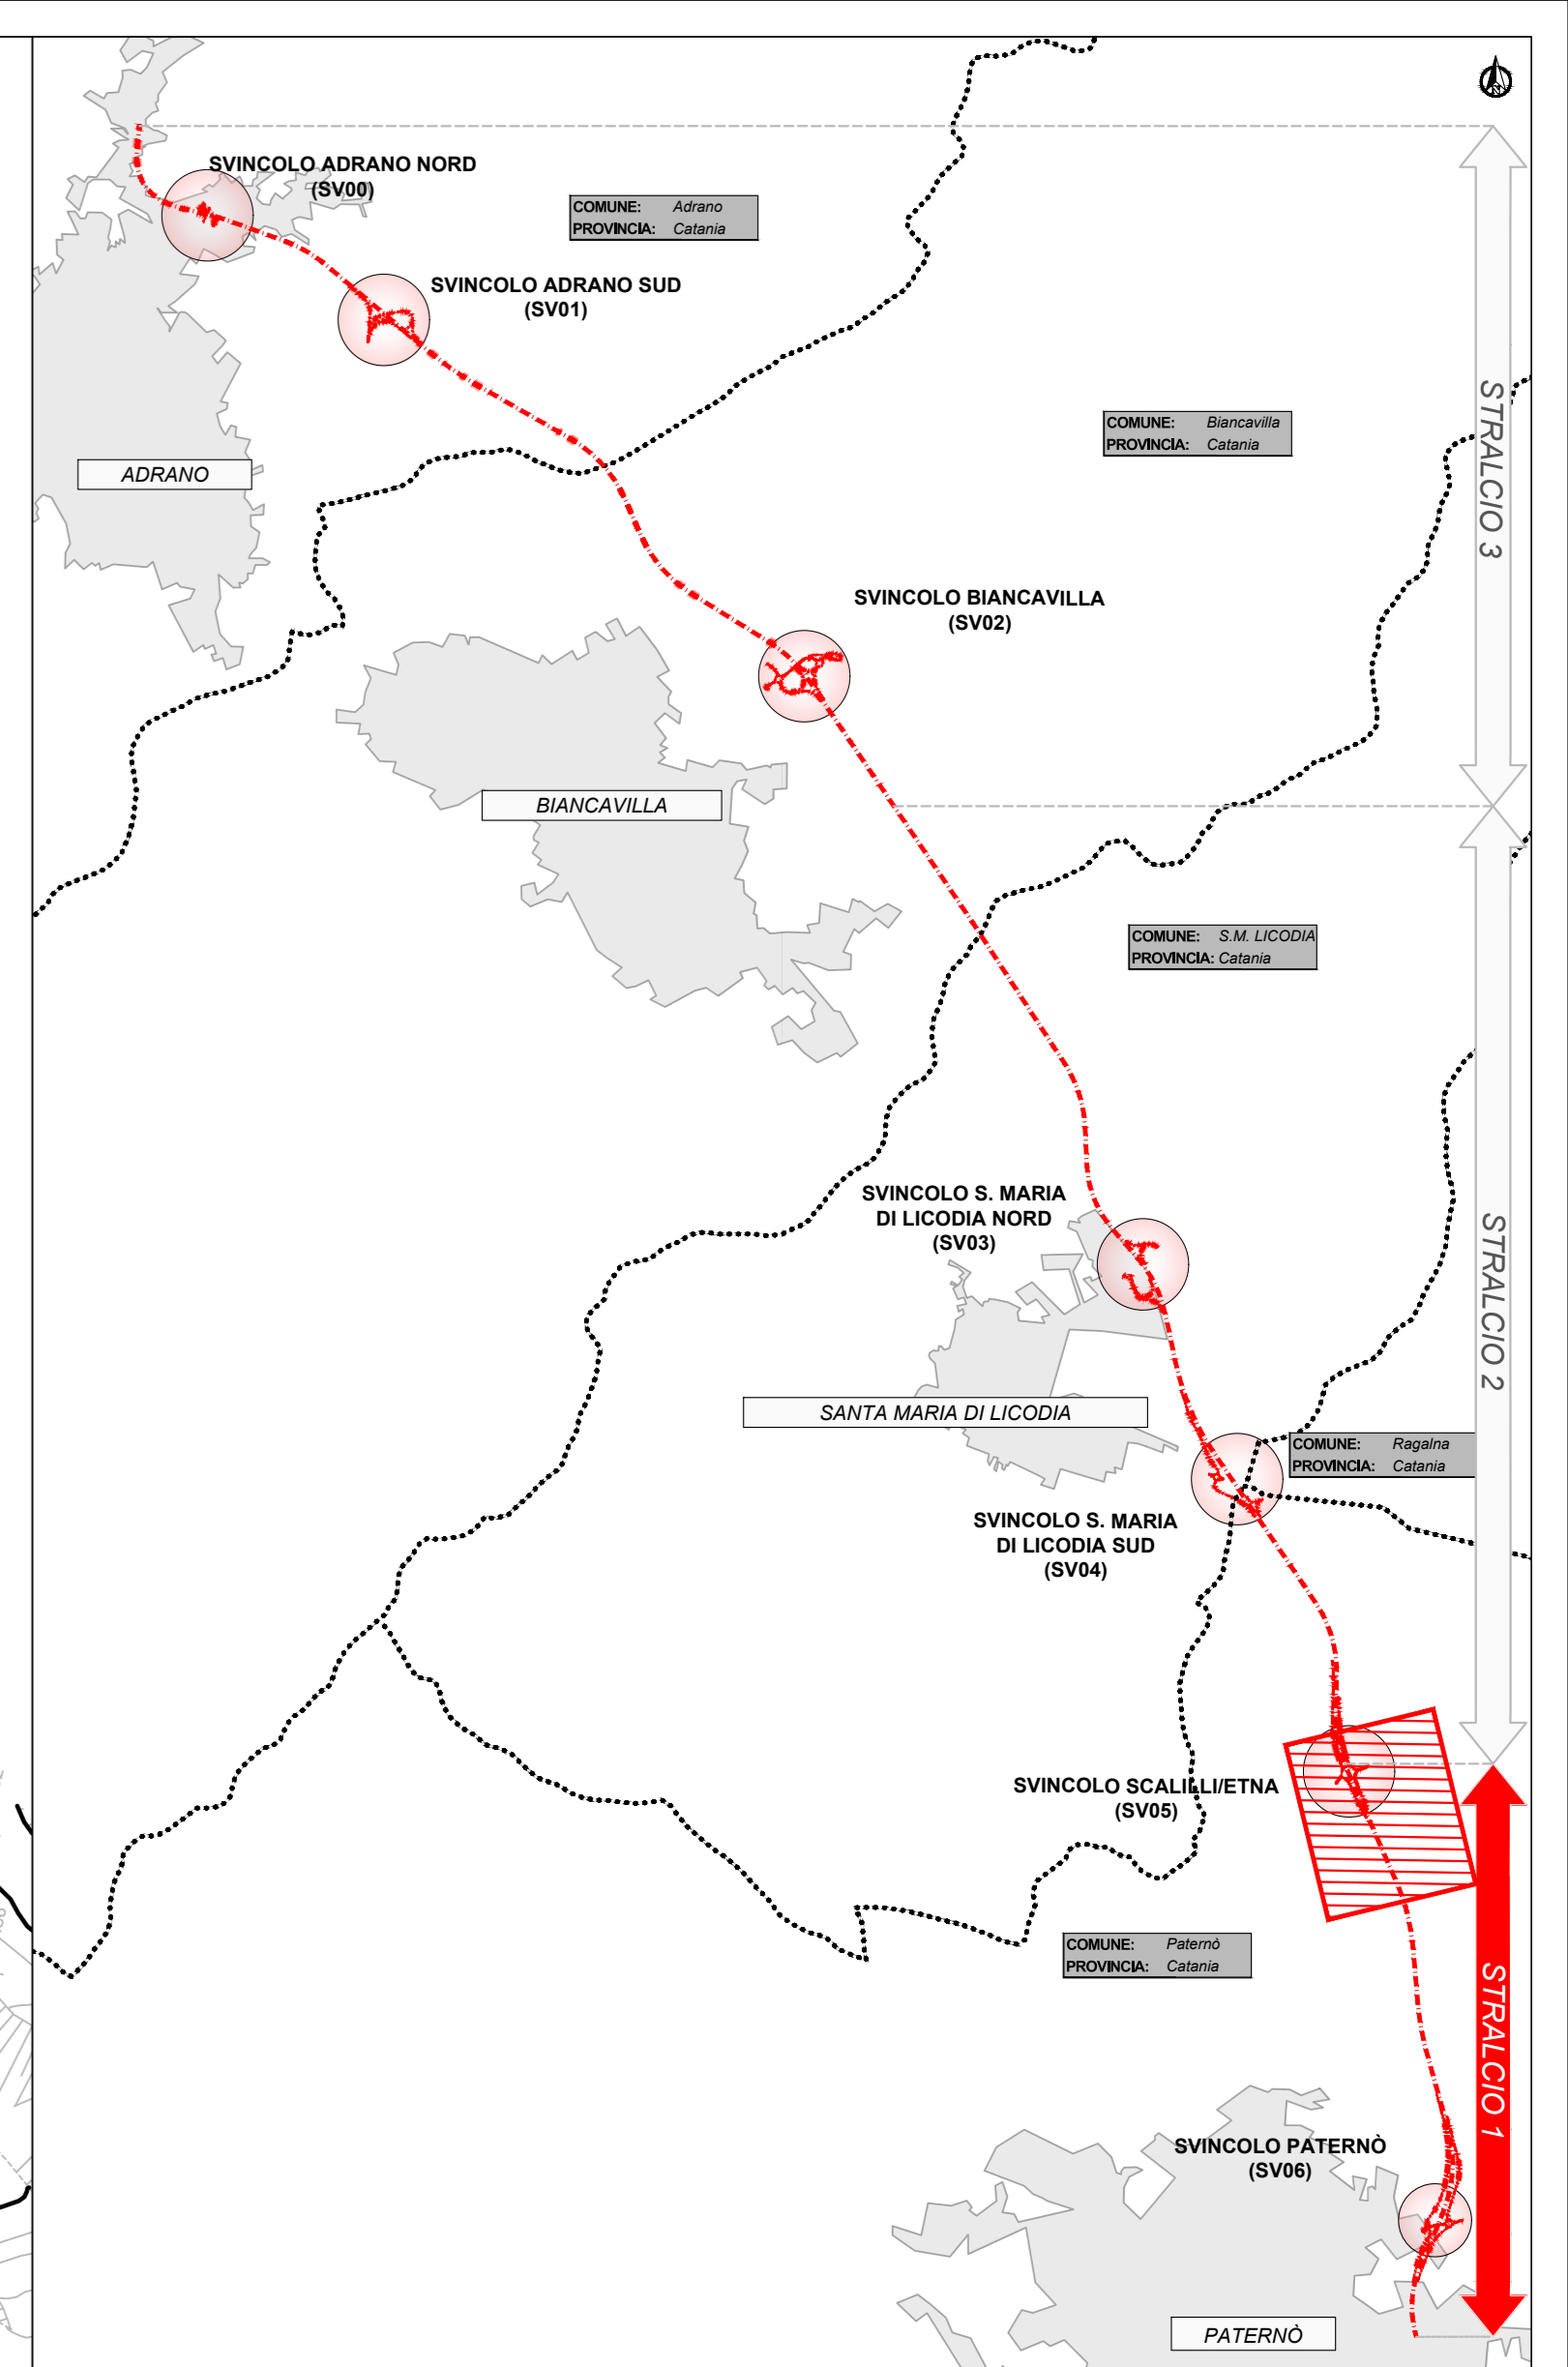 N
SVINCOLO ADRANO NORD
(SV00)
COMUNE: Adrano
PROVINCIA: Catania
SVINCOLO ADRANO SUD
(SV01)
STRALCIO 3
COMUNE: Biancavilla
PROVINCIA: Catania
ADRANO
SVINCOLO BIANCAVILLA
(SV02)
BIANCAVILLA
COMUNE: S.M. LICODIA
PROVINCIA: Catania
SVINCOLO S. MARIA
DI LICODIA NORD
(SV03)
STRALCIO 2
SANTA MARIA DI LICODIA
COMUNE: Ragalna
PROVINCIA: Catania
SVINCOLO S. MARIA
DI LICODIA SUD
(SV04)
SVINCOLO SCALILLI/ETNA
(SV05)
COMUNE: Paternò
PROVINCIA: Catania
STRALCIO 1
SVINCOLO PATERNÒ
(SV06)
PATERNÒ